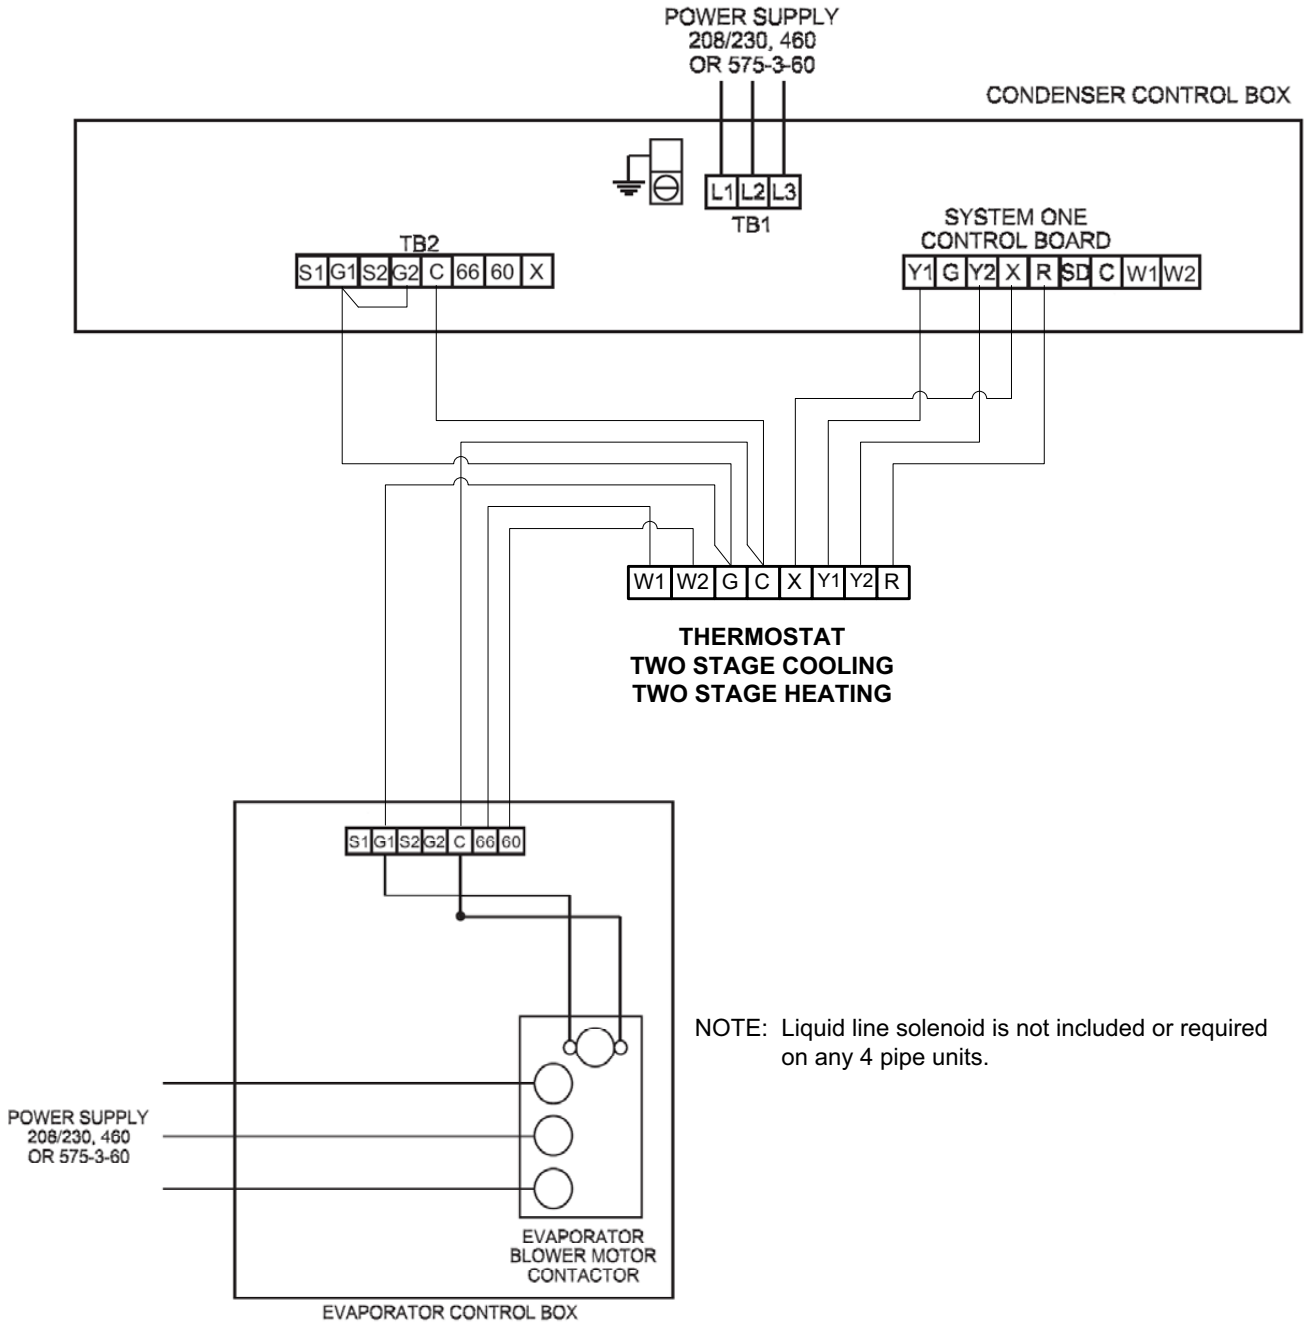 POWER SUPPLY
208/230, 460
OR 575-3-60
CONDENSER CONTROL BOX
L1 L2 L3
TB1
SYSTEM ONE
CONTROL BOARD
TB2
S1 G1 S2 G2 C 66 60 X
Y1 G Y2 X R SD C W1 W2
W1 W2 G C X Y1 Y2 R
THERMOSTAT
TWO STAGE COOLING
TWO STAGE HEATING
S1 G1 S2 G2 C 66 60
NOTE: Liquid line solenoid is not included or required
on any 4 pipe units.
POWER SUPPLY
208/230, 460
OR 575-3-60
EVAPORATOR
BLOWER MOTOR
CONTACTOR
EVAPORATOR CONTROL BOX